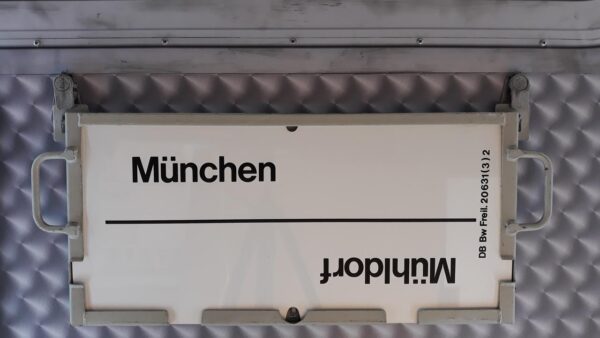 München
Mühldorf
DB Bw Freil. 20631(3)2